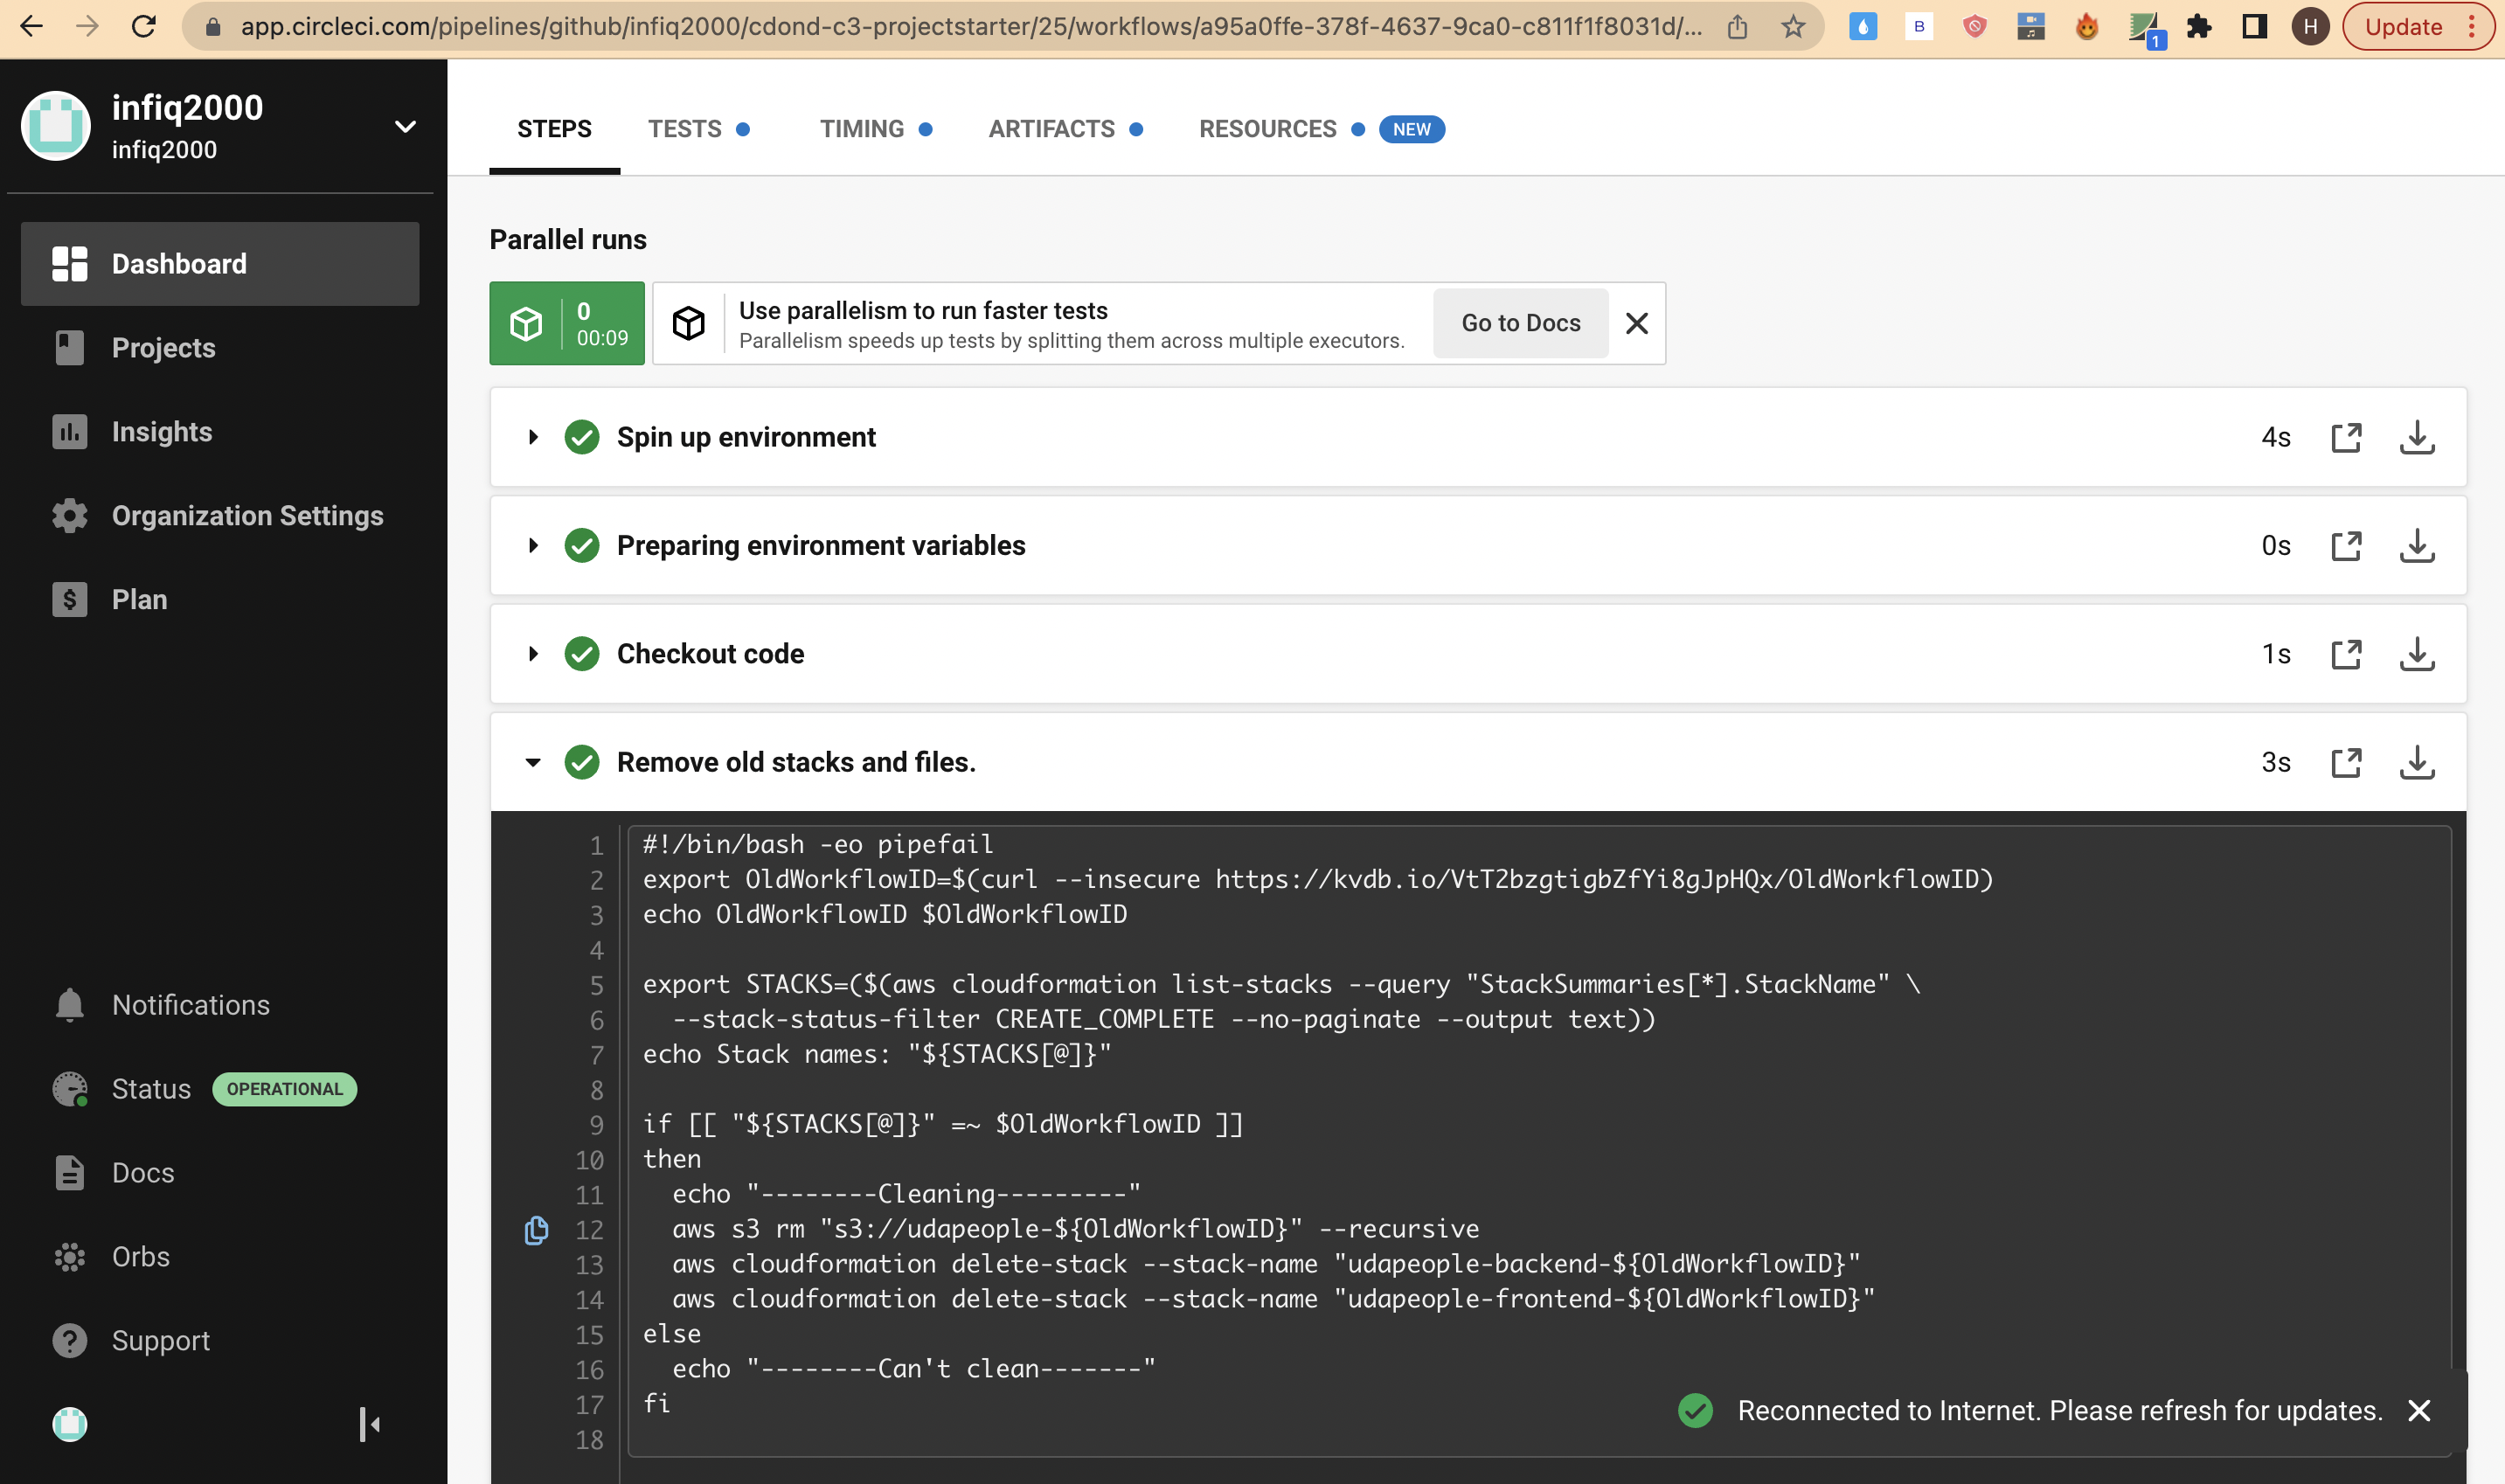 app.circleci.com/pipelines/github/infiq2000/cdond-c3-projectstarter/25/workflows/a95a0ffe-378f-4637-9ca0-c811f1f8031d/...
B
1
H
Update
infiq2000
infiq2000
Dashboard
Projects
Insights
Organization Settings
$ Plan
Notifications
Status OPERATIONAL
Docs
Orbs
? Support
STEPS TESTS TIMING ARTIFACTS RESOURCES NEW
Parallel runs
0
00:09
Use parallelism to run faster tests
Parallelism speeds up tests by splitting them across multiple executors.
Go to Docs
Spin up environment 4s
Preparing environment variables 0s
Checkout code 1s
Remove old stacks and files. 3s
1 #!/bin/bash -eo pipefail
2 export OldWorkflowID=$(curl --insecure https://kvdb.io/VtT2bzgtigbZfYi8gJpHQx/OldWorkflowID)
3 echo OldWorkflowID $OldWorkflowID
4
5 export STACKS=($(aws cloudformation list-stacks --query "StackSummaries[*].StackName" \
6   --stack-status-filter CREATE_COMPLETE --no-paginate --output text))
7 echo Stack names: "${STACKS[@]}"
8
9 if [[ "${STACKS[@]}" =~ $OldWorkflowID ]]
10 then
11   echo "--------Cleaning---------"
12   aws s3 rm "s3://udapeople-${OldWorkflowID}" --recursive
13   aws cloudformation delete-stack --stack-name "udapeople-backend-${OldWorkflowID}"
14   aws cloudformation delete-stack --stack-name "udapeople-frontend-${OldWorkflowID}"
15 else
16   echo "--------Can't clean-------"
17 fi
18
Reconnected to Internet. Please refresh for updates.